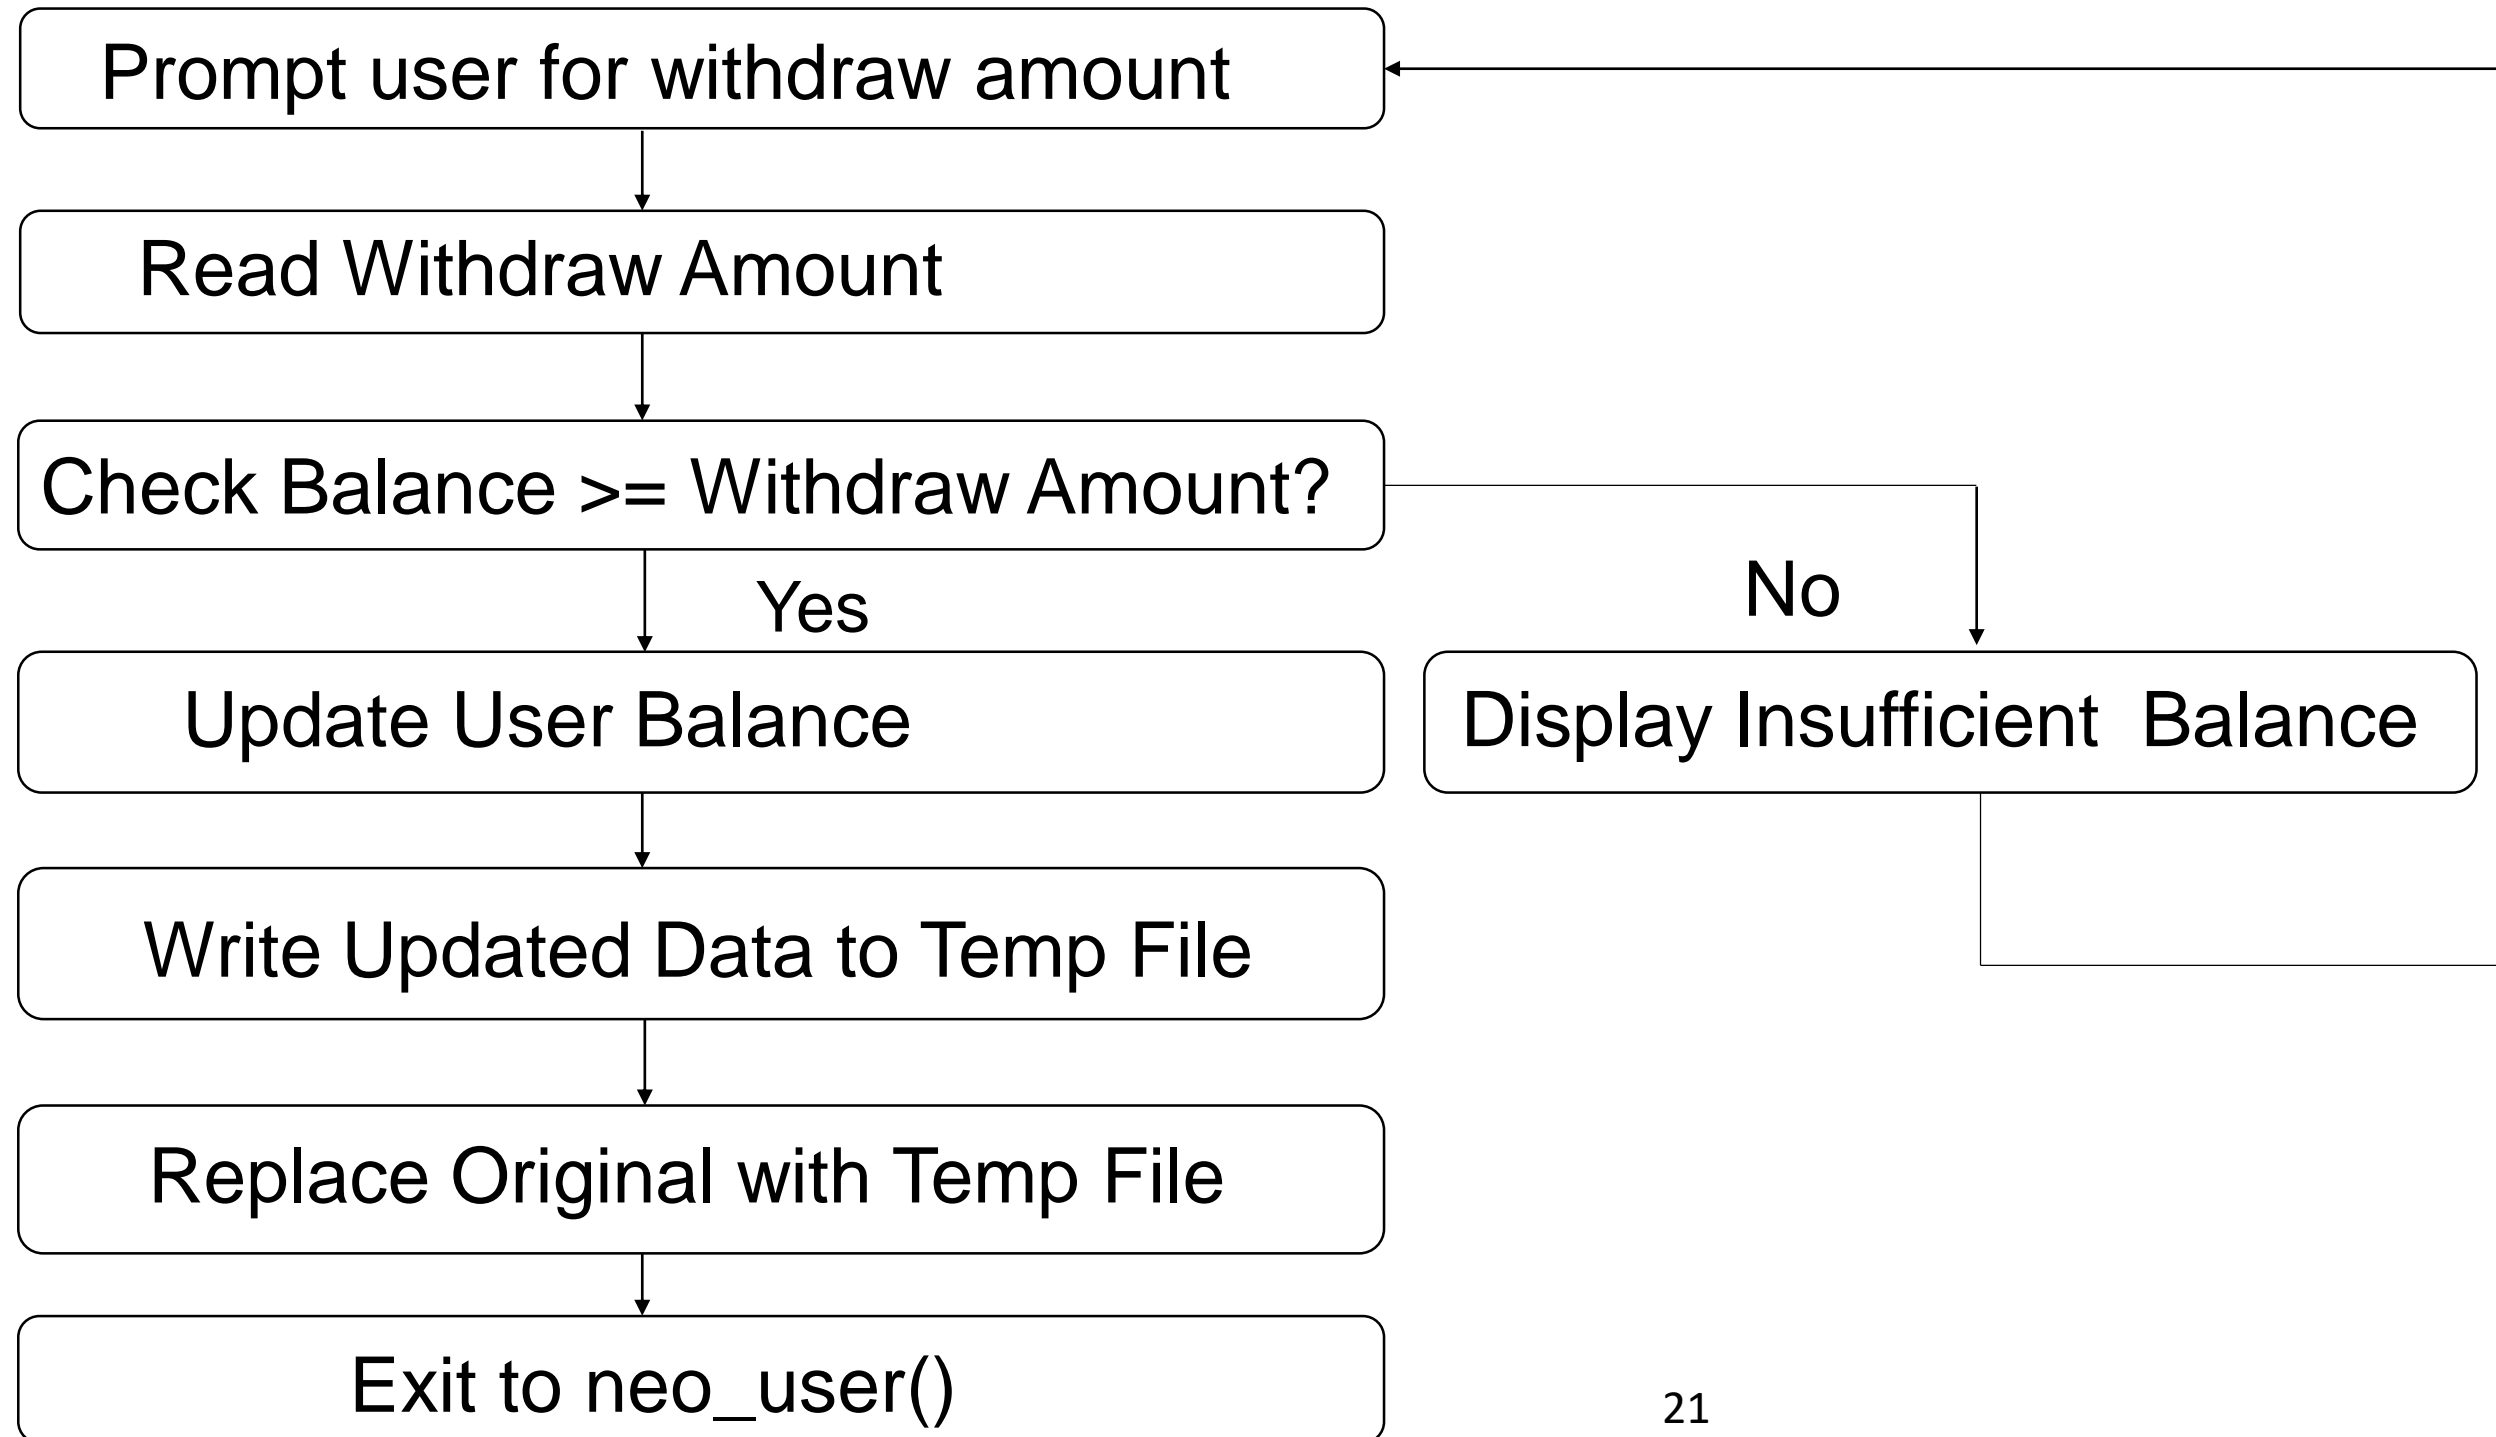 Prompt user for withdraw amount
Read Withdraw Amount
Check Balance >= Withdraw Amount?
No
Yes
Update User Balance
Display Insufficient Balance
Write Updated Data to Temp File
Replace Original with Temp File
Exit to neo_user()
21